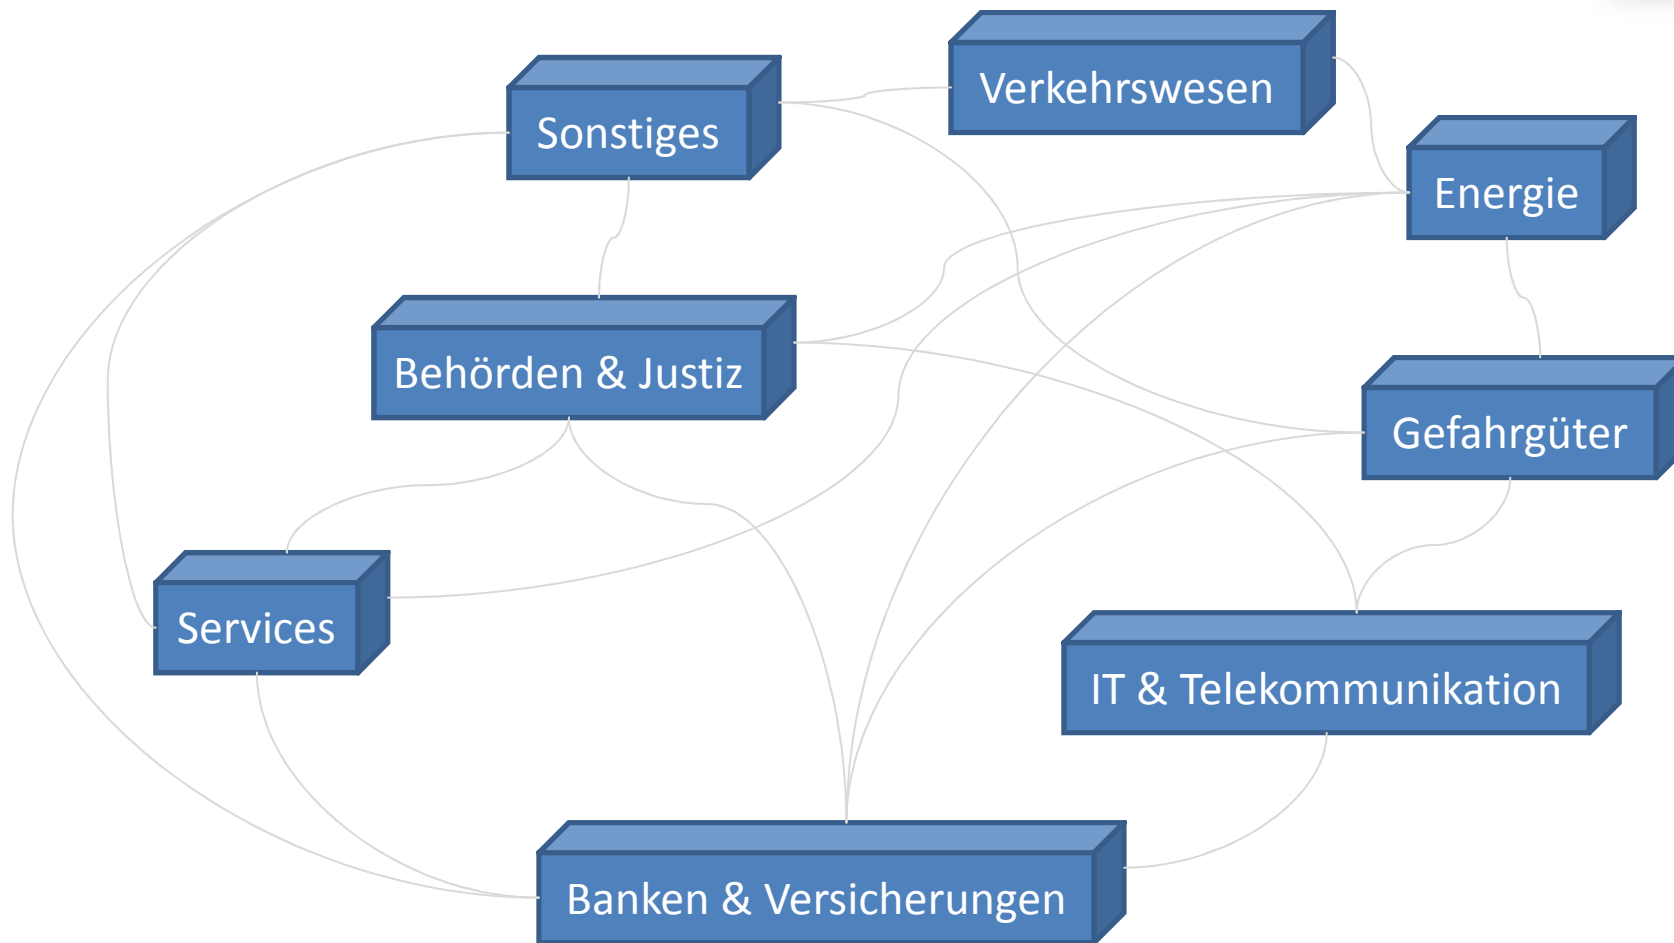 Verkehrswesen
Sonstiges
Energie
Behörden & Justiz
Gefahrgüter
Services
IT & Telekommunikation
Banken & Versicherungen